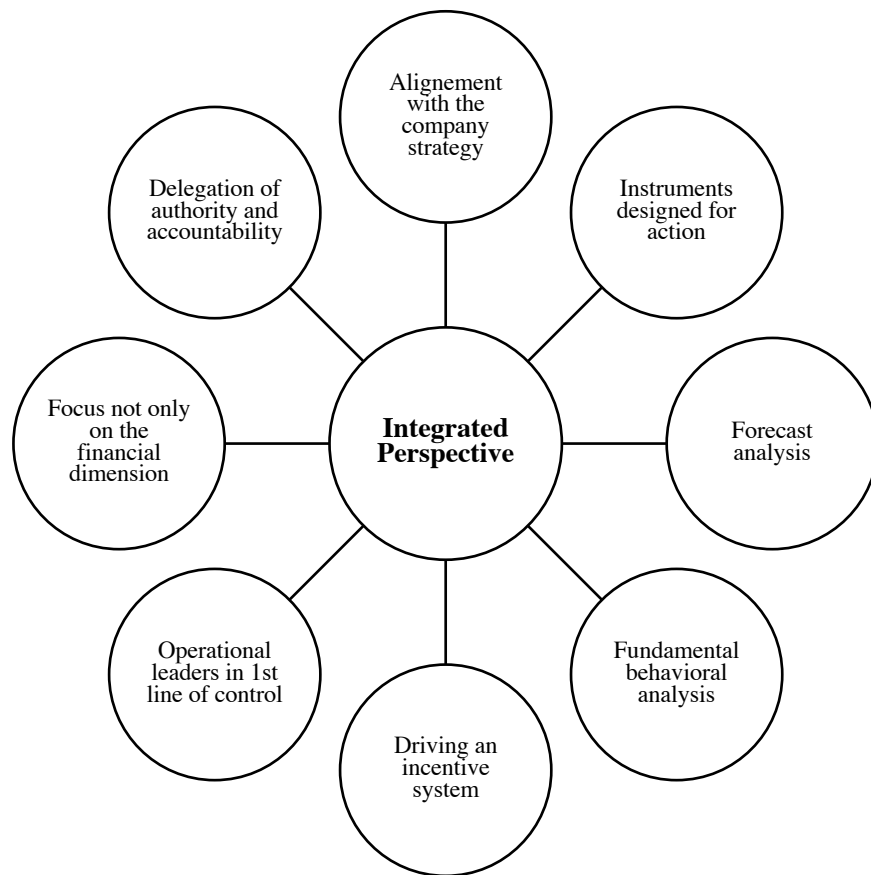 Alignement
with the
company
strategy
Delegation of
authority and
accountability
Instruments
designed for
action
Focus not only
on the
financial
dimension
Integrated
Perspective
Forecast
analysis
Operational
leaders in 1st
line of control
Fundamental
behavioral
analysis
Driving an
incentive
system